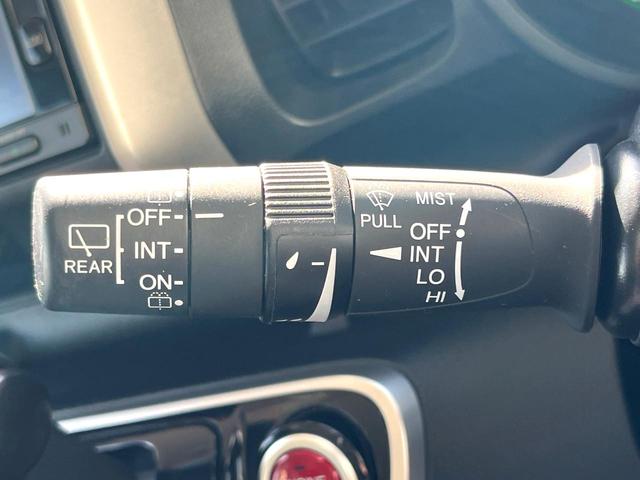 OFF
INT
ON
REAR
PULL
MIST
OFF
INT
LO
HI